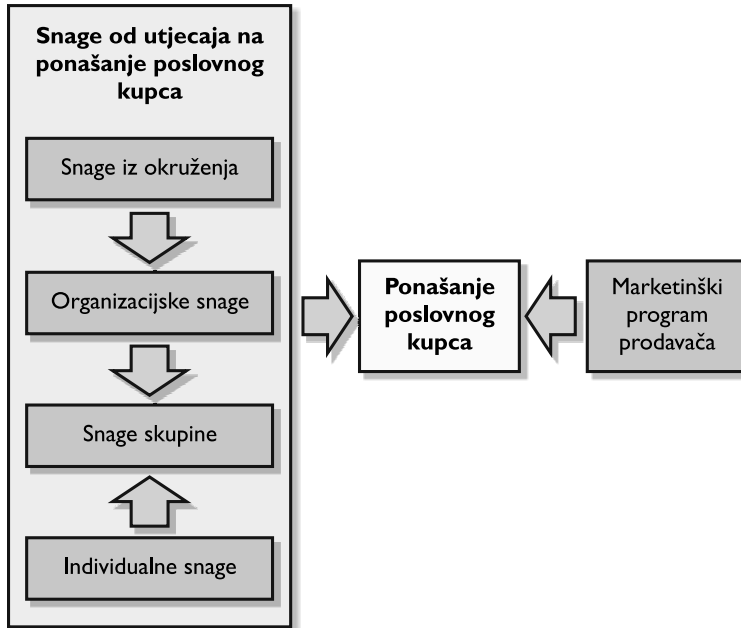 Snage od utjecaja na
ponašanje poslovnog
kupca
Snage iz okruženja
Organizacijske snage
Snage skupine
Individualne snage
Ponašanje
poslovnog
kupca
Marketinški
program
prodavača